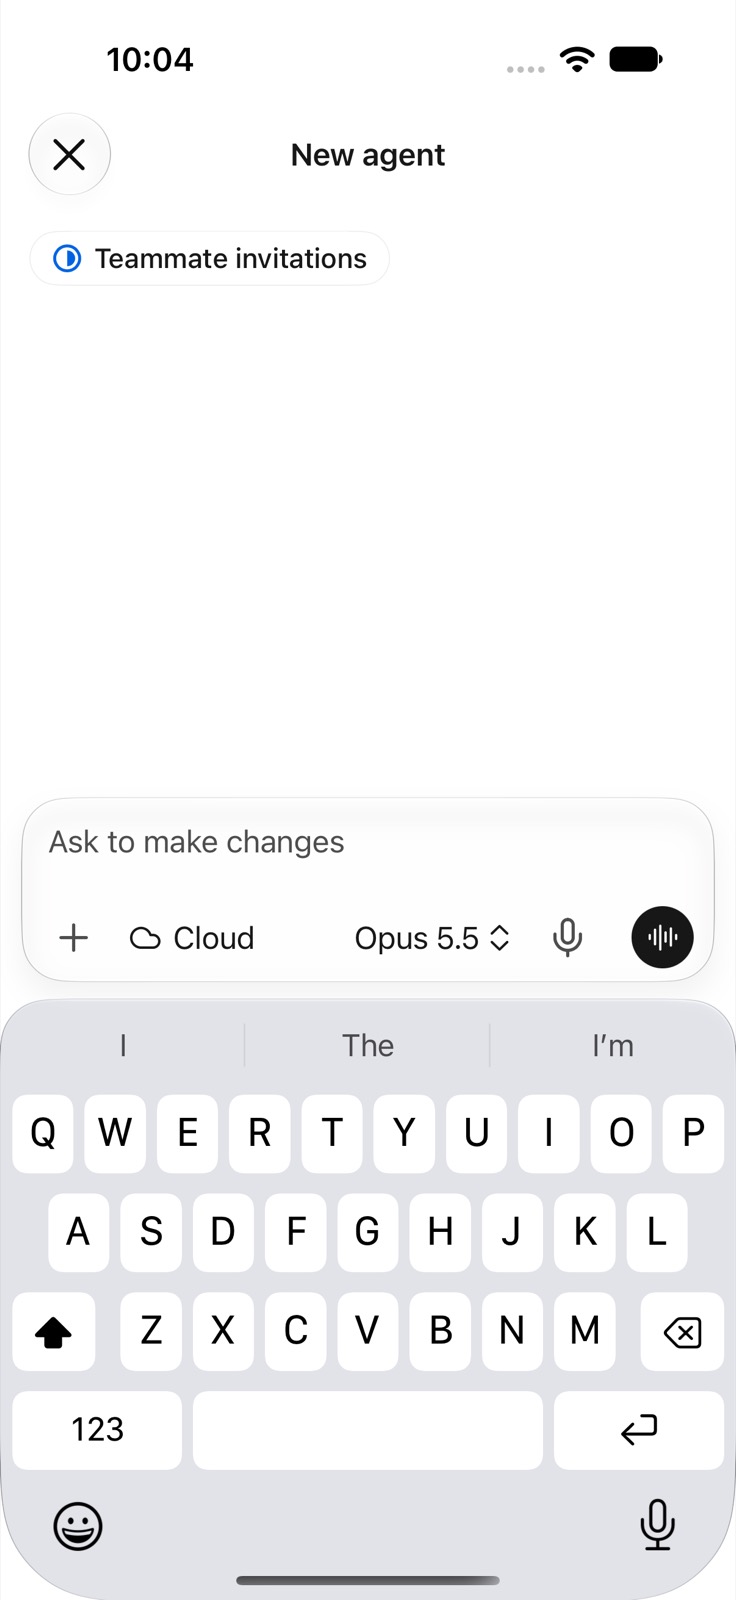 10:04
New agent
Teammate invitations
Ask to make changes
Cloud Opus 5.5
I The I'm
Q W E R T Y U I O P
A S D F G H J K L
Z X C V B N M
123